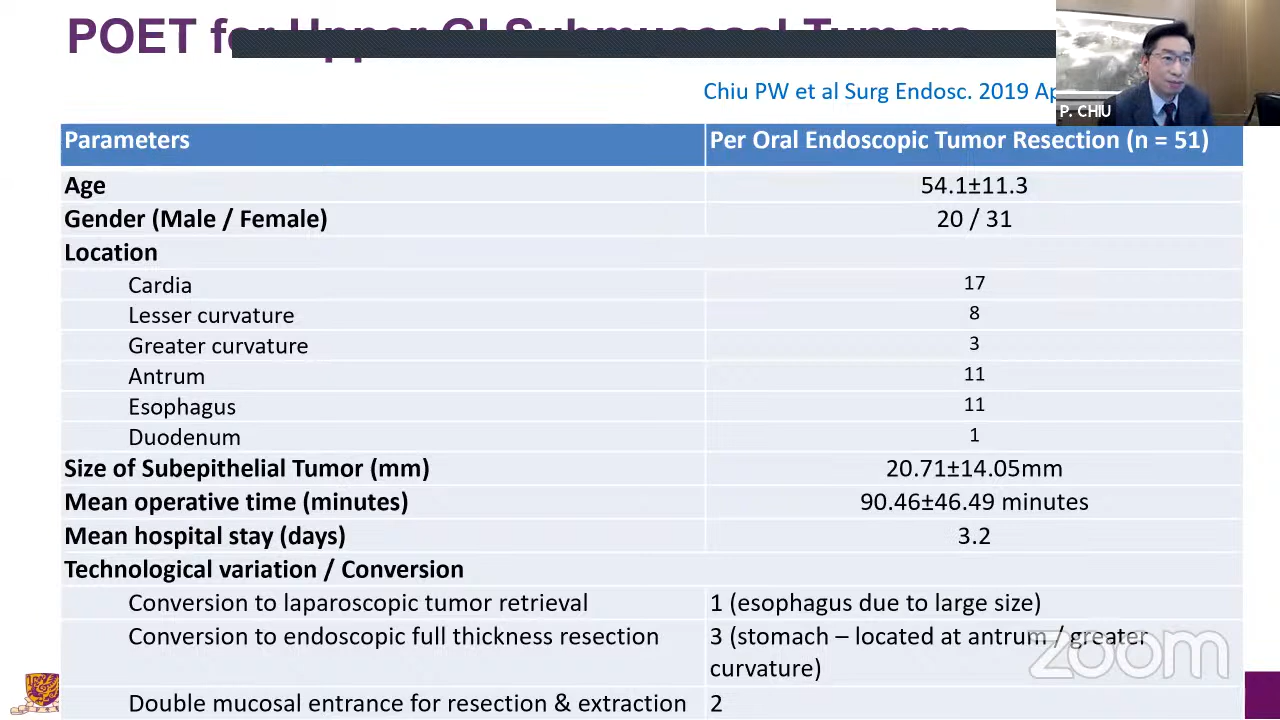 POET for Upper GI Submucosal Tumors
Chiu PW et al Surg Endosc. 2019
P. CHIU
Parameters Per Oral Endoscopic Tumor Resection (n = 51)
Age 54.1±11.3
Gender (Male / Female) 20 / 31
Location
Cardia 17
Lesser curvature 8
Greater curvature 3
Antrum 11
Esophagus 11
Duodenum 1
Size of Subepithelial Tumor (mm) 20.71±14.05mm
Mean operative time (minutes) 90.46±46.49 minutes
Mean hospital stay (days) 3.2
Technological variation / Conversion
Conversion to laparoscopic tumor retrieval 1 (esophagus due to large size)
Conversion to endoscopic full thickness resection 3 (stomach – located at antrum / greater
curvature)
Double mucosal entrance for resection & extraction 2
zoom